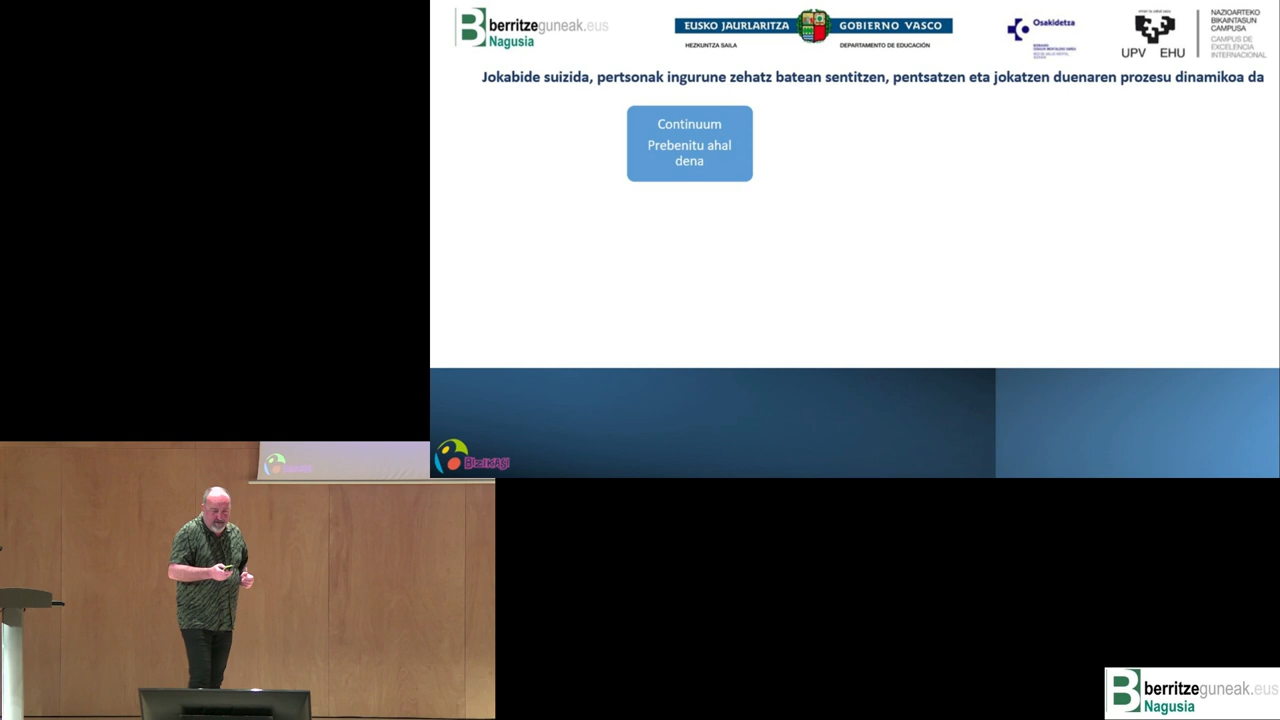 berritzeguneak.eus
Nagusia
EUSKO JAURLARITZA
GOBIERNO VASCO
HEZKUNTZA SAILA
DEPARTAMENTO DE EDUCACIÓN
Osakidetza
UPV EHU
NAZIOARTEKO
BIKAINTASUN
CAMPUSA
CAMPUS DE
EXCELENCIA
INTERNACIONAL
Jokabide suizida, pertsonak ingurune zehatz batean sentitzen, pentsatzen eta jokatzen duenaren prozesu dinamikoa da
Continuum
Prebenitu ahal
dena
Bizikasi
berritzeguneak.eus
Nagusia